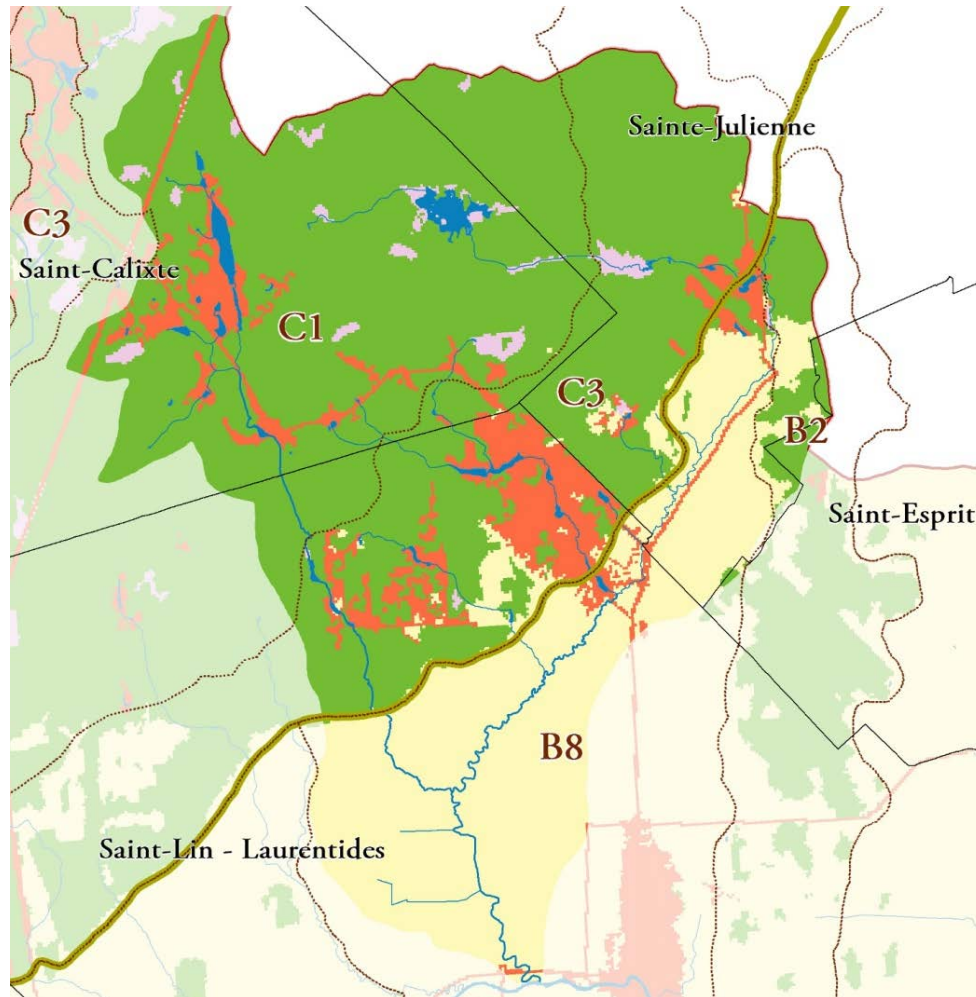 Sainte-Julienne
C3
Saint-Calixte
C1
C3
B2
Saint-Esprit
B8
Saint-Lin - Laurentides